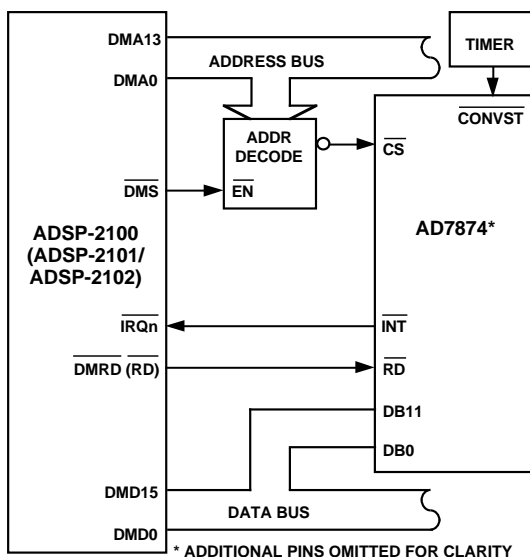 DMA13
ADDRESS BUS
TIMER
DMA0
CONVST
ADDR
DECODE
CS
DMS
EN
ADSP-2100
(ADSP-2101/
ADSP-2102)
AD7874*
IRQn
INT
DMRD (RD)
RD
DB11
DB0
DMD15
DATA BUS
DMD0
* ADDITIONAL PINS OMITTED FOR CLARITY